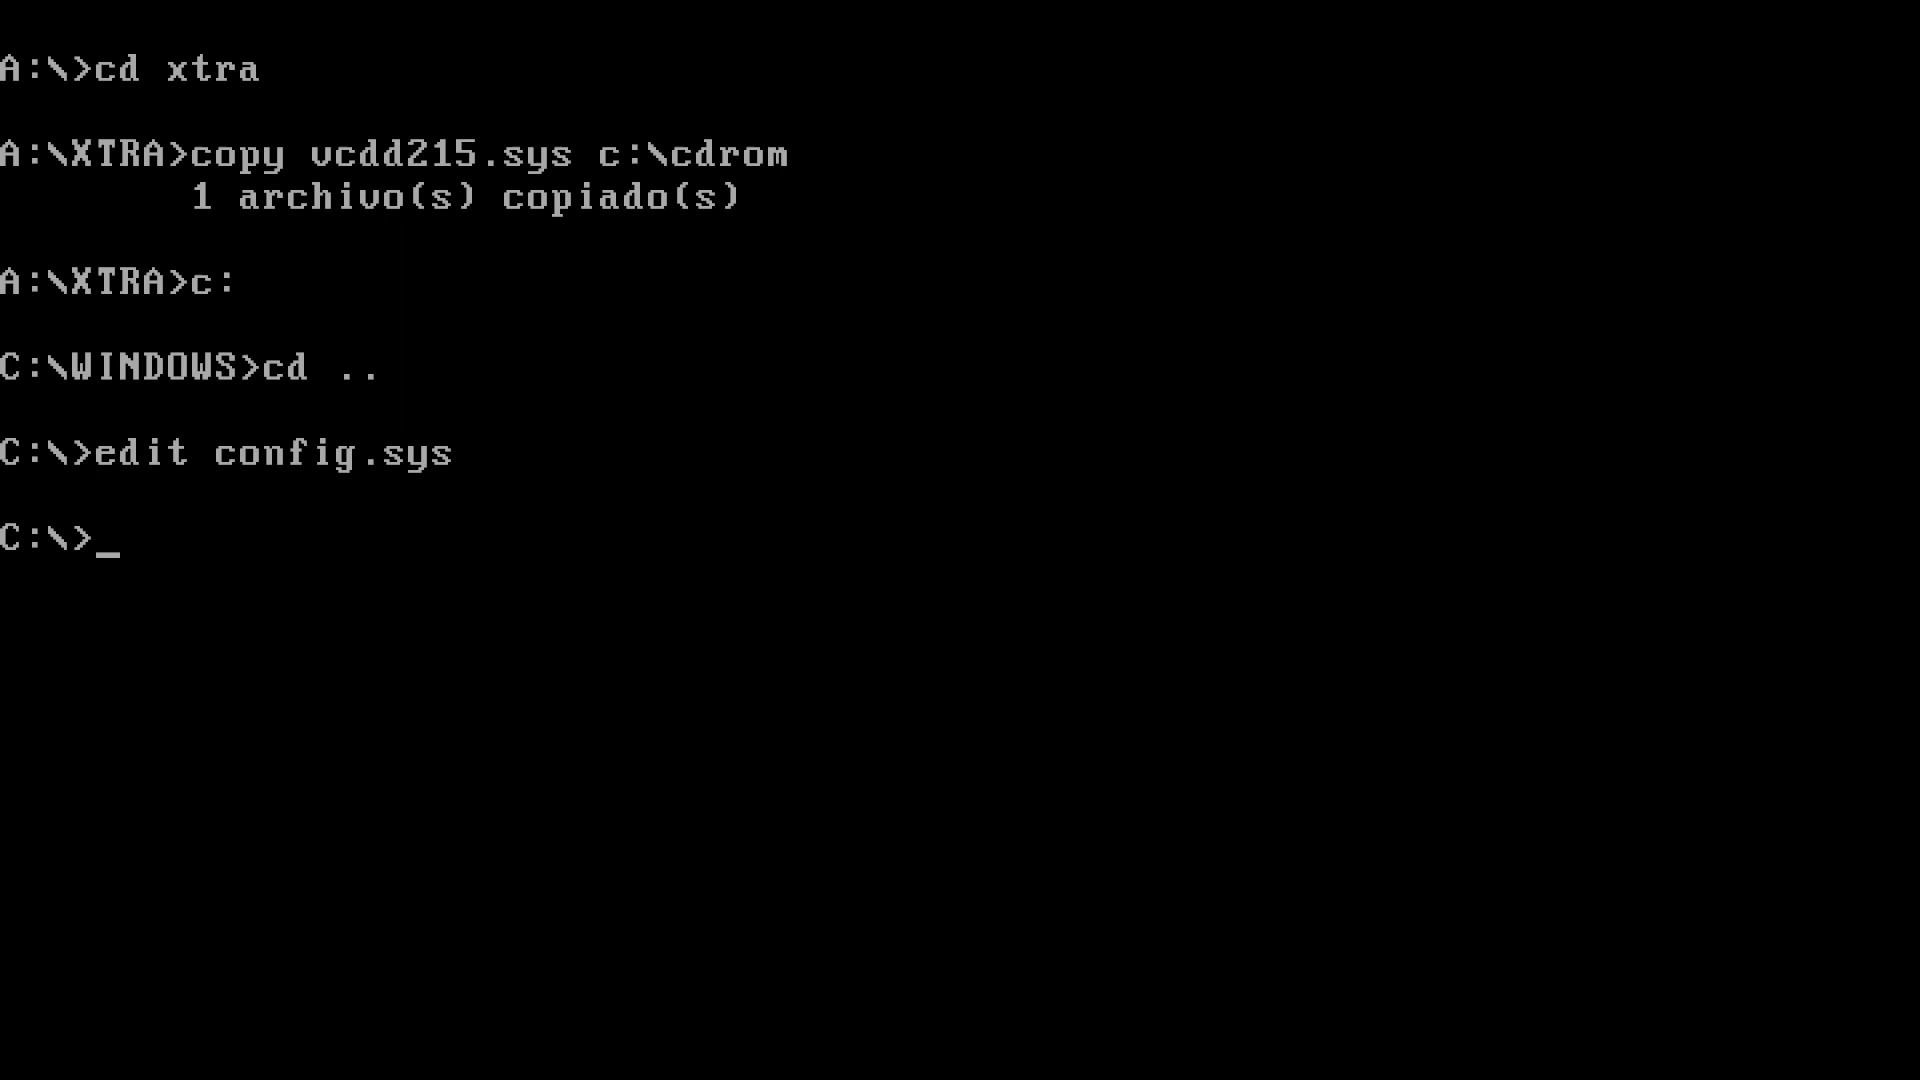 A:\>cd xtra
A:\XTRA>copy vcdd215.sys c:\cdrom
1 archivo(s) copiado(s)
A:\XTRA>c:
C:\WINDOWS>cd ..
C:\>edit config.sys
C:\>_